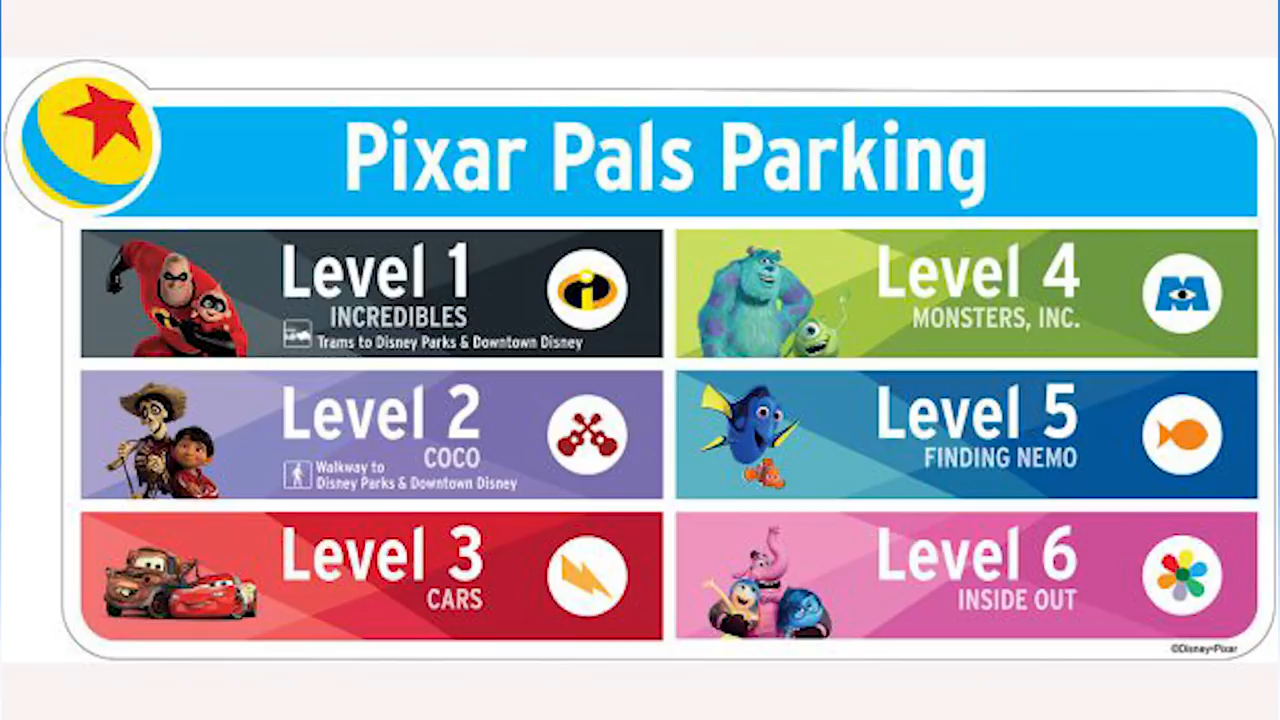 Pixar Pals Parking
Level 1
INCREDIBLES
Trams to Disney Parks & Downtown Disney
Level 2
COCO
Walkway to
Disney Parks & Downtown Disney
Level 3
CARS
Level 4
MONSTERS, INC.
Level 5
FINDING NEMO
Level 6
INSIDE OUT
©Disney•Pixar